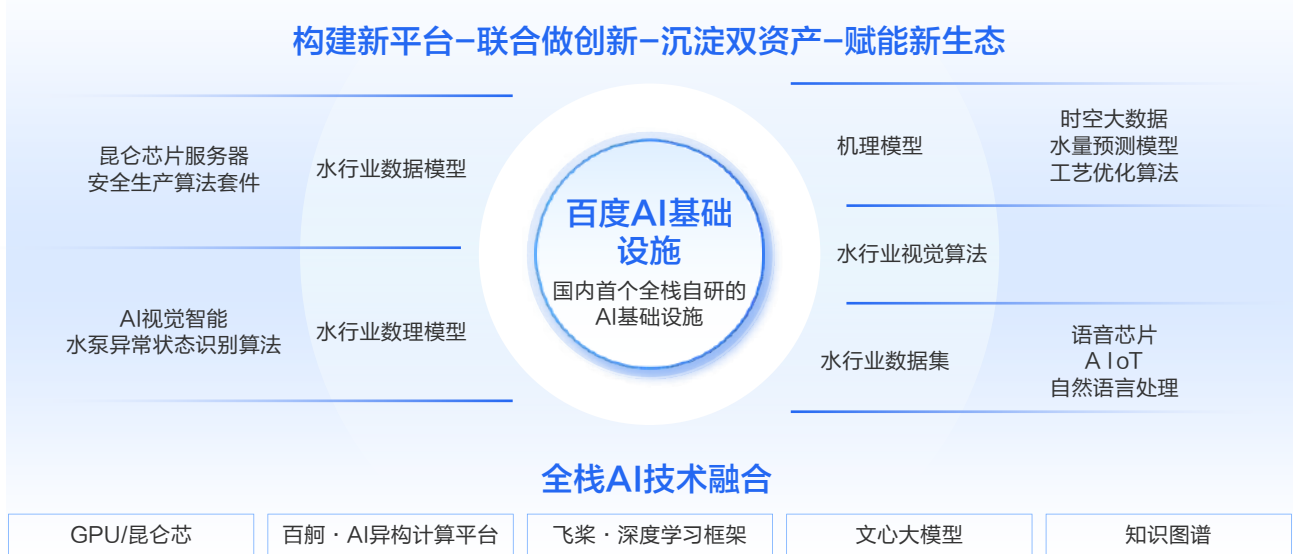 构建新平台–联合做创新–沉淀双资产–赋能新生态
昆仑芯片服务器
安全生产算法套件
水行业数据模型
AI视觉智能
水泵异常状态识别算法
水行业数理模型
百度AI基础
设施
国内首个全栈自研的
AI基础设施
机理模型
时空大数据
水量预测模型
工艺优化算法
水行业视觉算法
水行业数据集
语音芯片
AIoT
自然语言处理
全栈AI技术融合
GPU/昆仑芯
百舸·AI异构计算平台
飞桨·深度学习框架
文心大模型
知识图谱